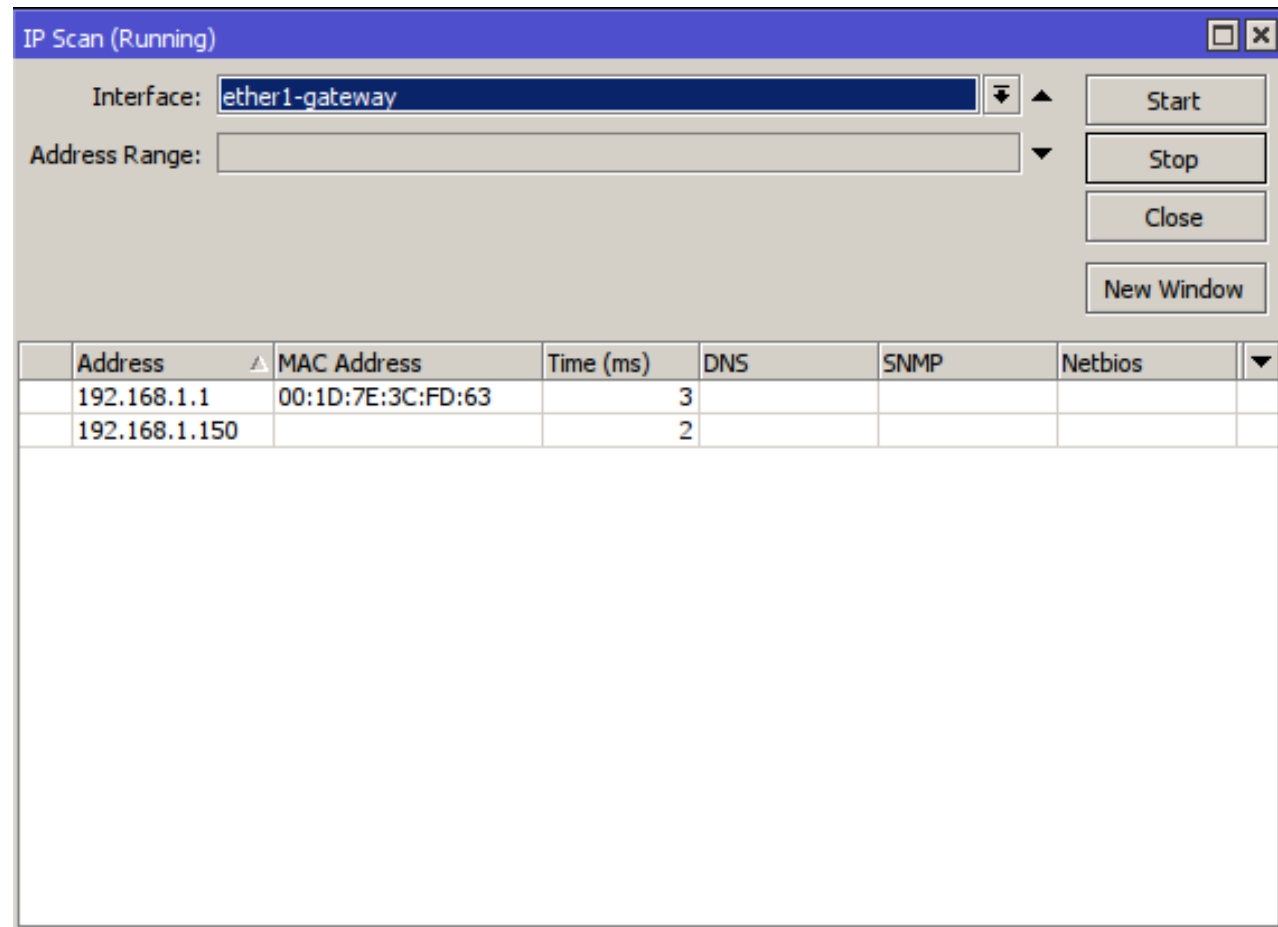 IP Scan (Running)
Interface: ether1-gateway
Start
Address Range:
Stop
Close
New Window
Address MAC Address Time (ms) DNS SNMP Netbios
192.168.1.1 00:1D:7E:3C:FD:63 3
192.168.1.150 2